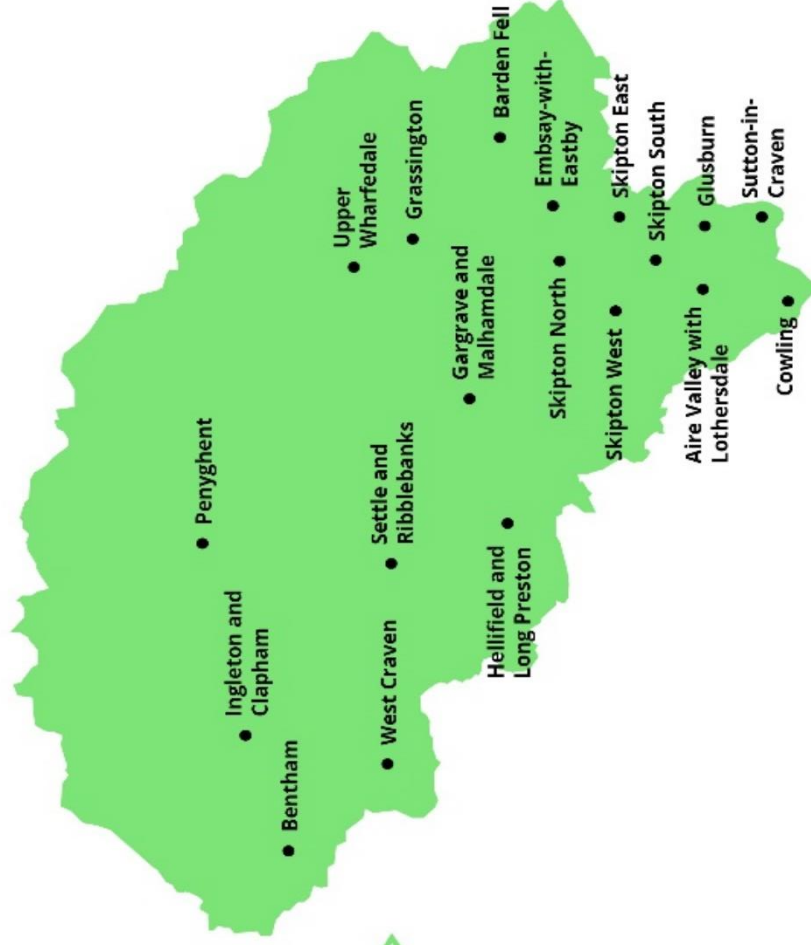 Penyghent
Ingleton and
Clapham
Bentham
Upper
Wharfedale
Settle and
Ribblebanks
West Craven
Grassington
Gargrave and
Malhamdale
Barden Fell
Hellifield and
Long Preston
Embsay-with-
Eastby
Skipton North
Skipton East
Skipton West
Skipton South
Glusburn
Aire Valley with
Lothersdale
Sutton-in-
Craven
Cowling